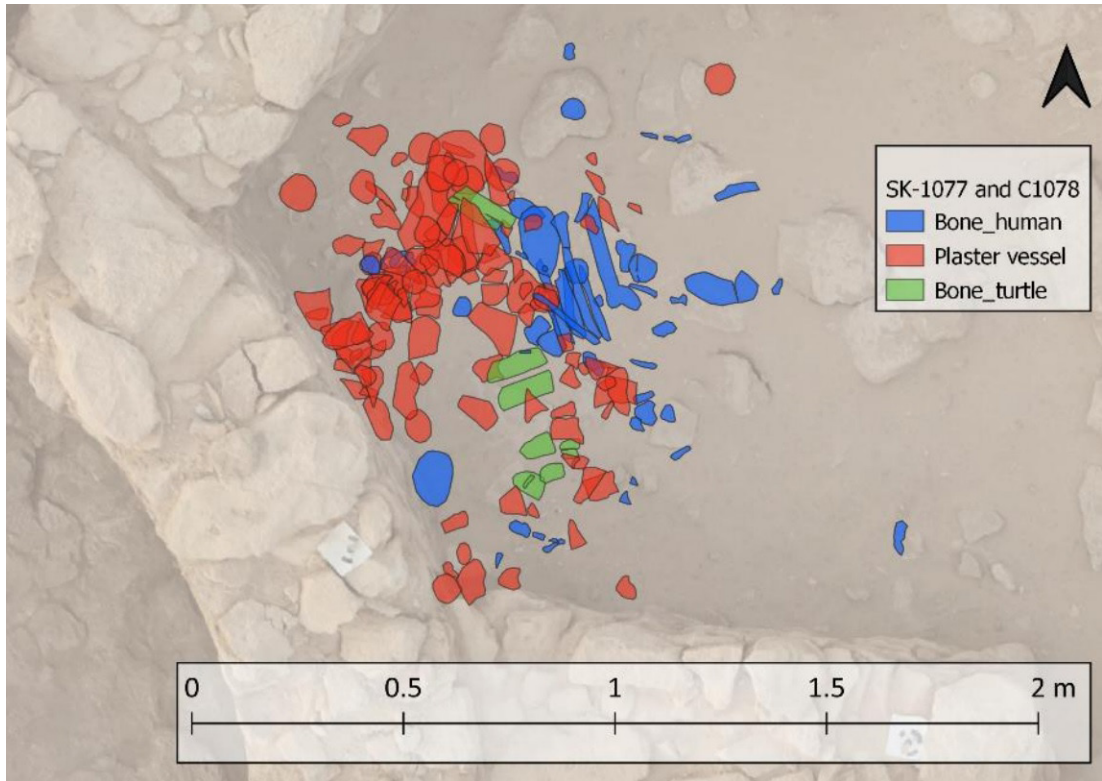 SK-1077 and C1078
Bone_human
Plaster vessel
Bone_turtle
0 0.5 1 1.5 2 m